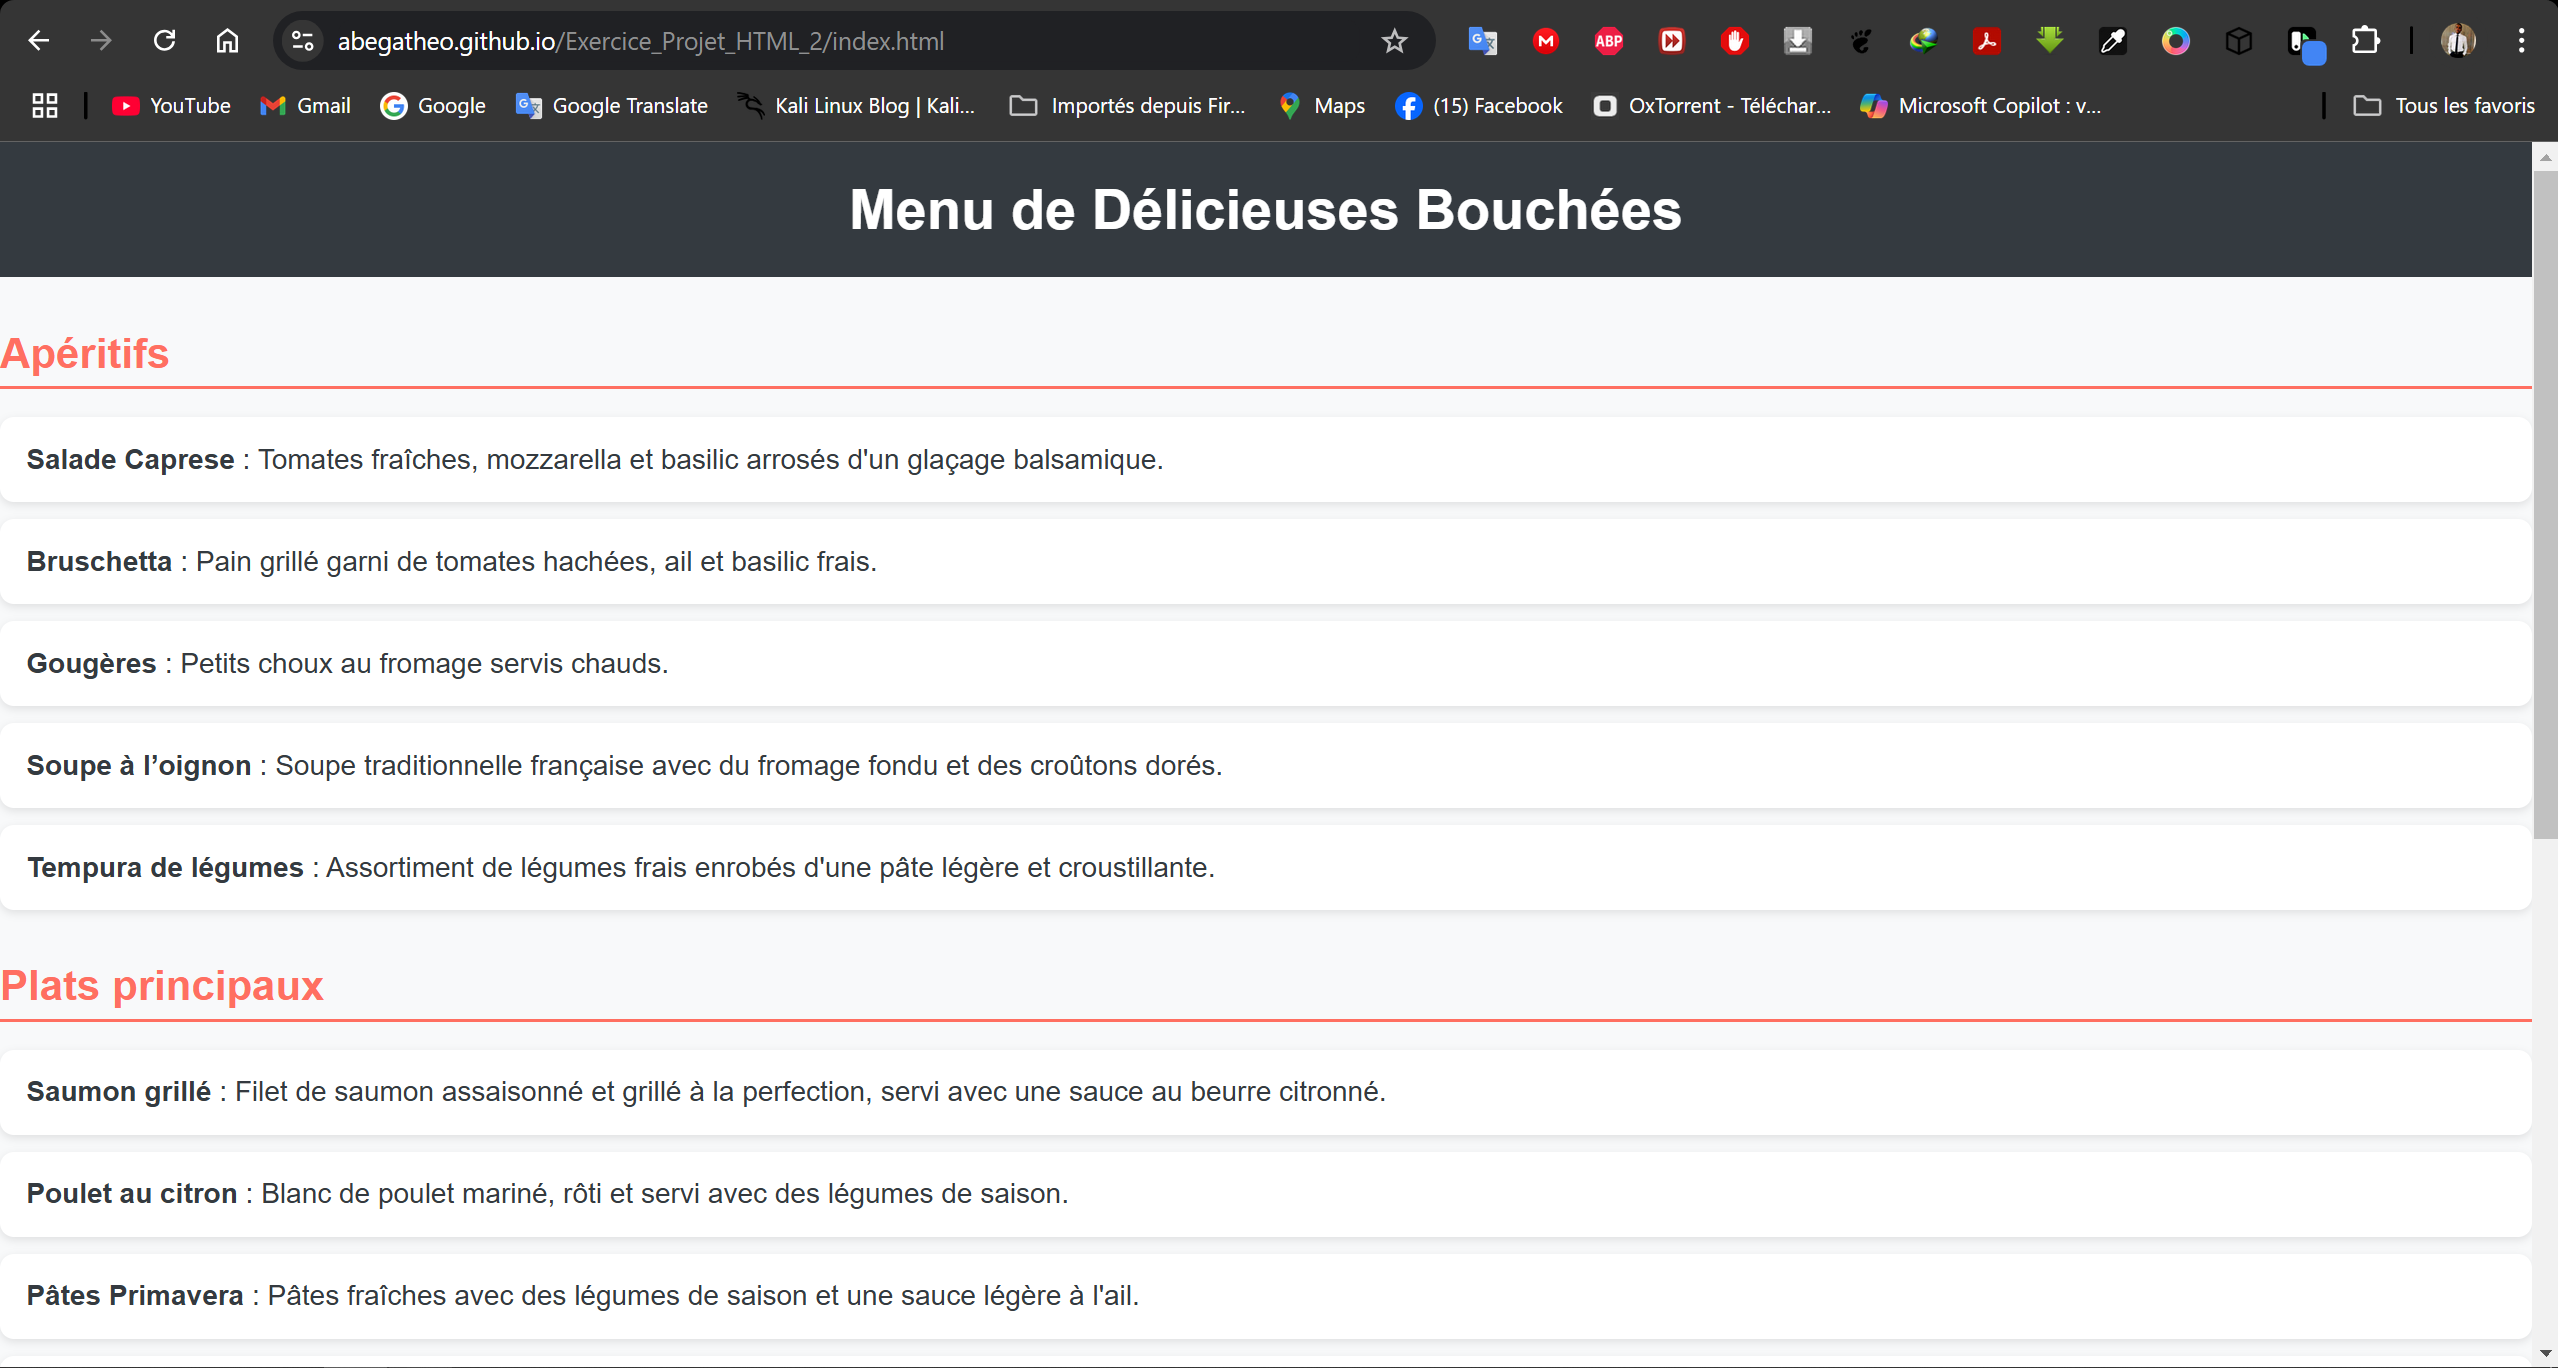 abegatheo.github.io/Exercice_Projet_HTML_2/index.html
ABP
YouTube Gmail Google Google Translate Kali Linux Blog | Kali... Importés depuis Fir... Maps (15) Facebook OxTorrent - Téléchar... Microsoft Copilot : v... Tous les favoris
Menu de Délicieuses Bouchées
Apéritifs
Salade Caprese : Tomates fraîches, mozzarella et basilic arrosés d'un glaçage balsamique.
Bruschetta : Pain grillé garni de tomates hachées, ail et basilic frais.
Gougères : Petits choux au fromage servis chauds.
Soupe à l’oignon : Soupe traditionnelle française avec du fromage fondu et des croûtons dorés.
Tempura de légumes : Assortiment de légumes frais enrobés d'une pâte légère et croustillante.
Plats principaux
Saumon grillé : Filet de saumon assaisonné et grillé à la perfection, servi avec une sauce au beurre citronné.
Poulet au citron : Blanc de poulet mariné, rôti et servi avec des légumes de saison.
Pâtes Primavera : Pâtes fraîches avec des légumes de saison et une sauce légère à l'ail.